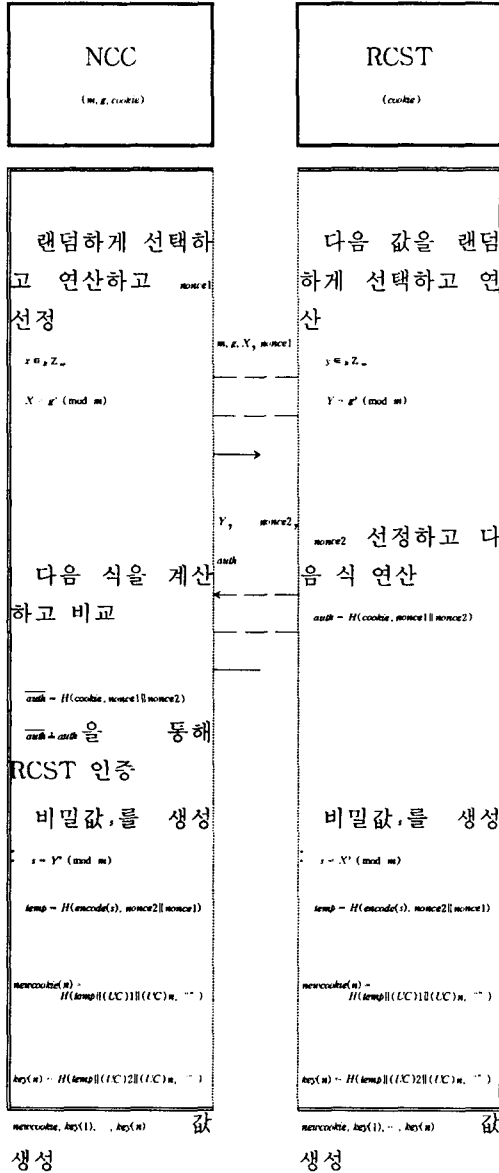 NCC
(m, g, cookie)
RCST
(cookie)
랜덤하게 선택하
고 연산하고 nonce1
선정
X = g^x (mod m)
m, g, X, nonce1
Y, nonce2,
auth
다음 값을 랜덤
하게 선택하고 연
산
Y = g^y (mod m)
nonce2 선정하고 다
음 식 연산
auth = H(cookie, nonce1||nonce2)
다음 식을 계산
하고 비교
auth = H(cookie, nonce1||nonce2)
을 통해
RCST 인증
비밀값 s를 생성
s = Y^x (mod m)
temp = H(encode(s), nonce2||nonce1)
newcookie(n) =
H(temp||(UC)1||(UC)n, "" )
key(n) = H(temp||(UC)2||(UC)n, "" )
newcookie, key(1), , key(n) 값
생성
비밀값 s를 생성
s = X^y (mod m)
temp = H(encode(s), nonce2||nonce1)
newcookie(n) =
H(temp||(UC)1||(UC)n, "" )
key(n) = H(temp||(UC)2||(UC)n, "" )
newcookie, key(1), ··, key(n) 값
생성